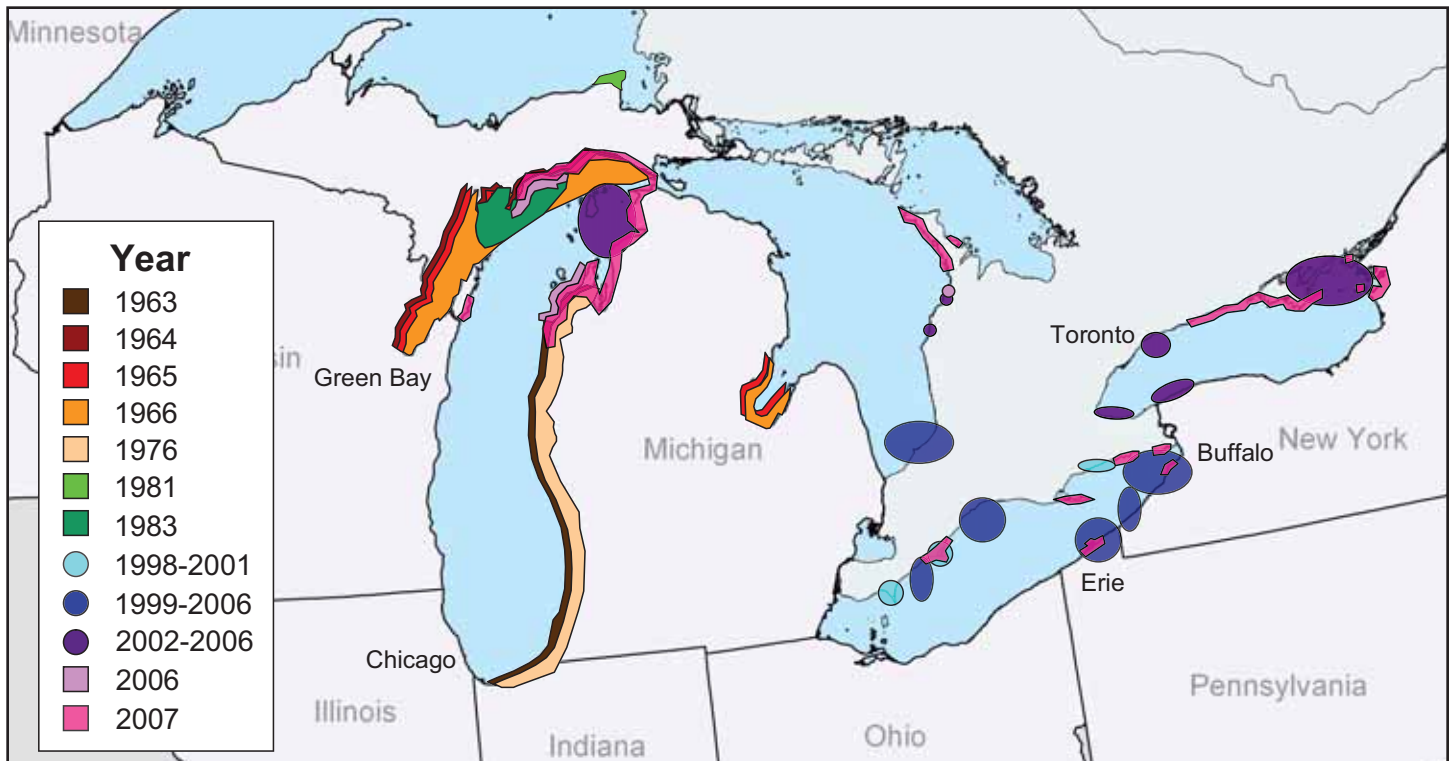 Minnesota
Year
1963
1964
1965
1966
1976
1981
1983
1998-2001
1999-2006
2002-2006
2006
2007
sin
Green Bay
Michigan
Toronto
Buffalo
New York
Erie
Chicago
Illinois
Indiana
Ohio
Pennsylvania